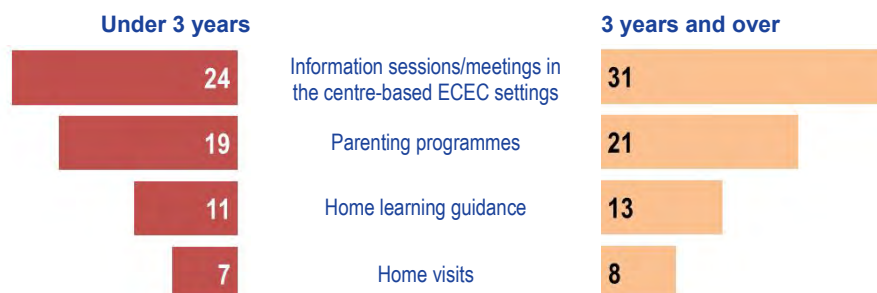 Under 3 years
3 years and over
24
Information sessions/meetings in
the centre-based ECEC settings
31
19
Parenting programmes
21
11
Home learning guidance
13
7
Home visits
8